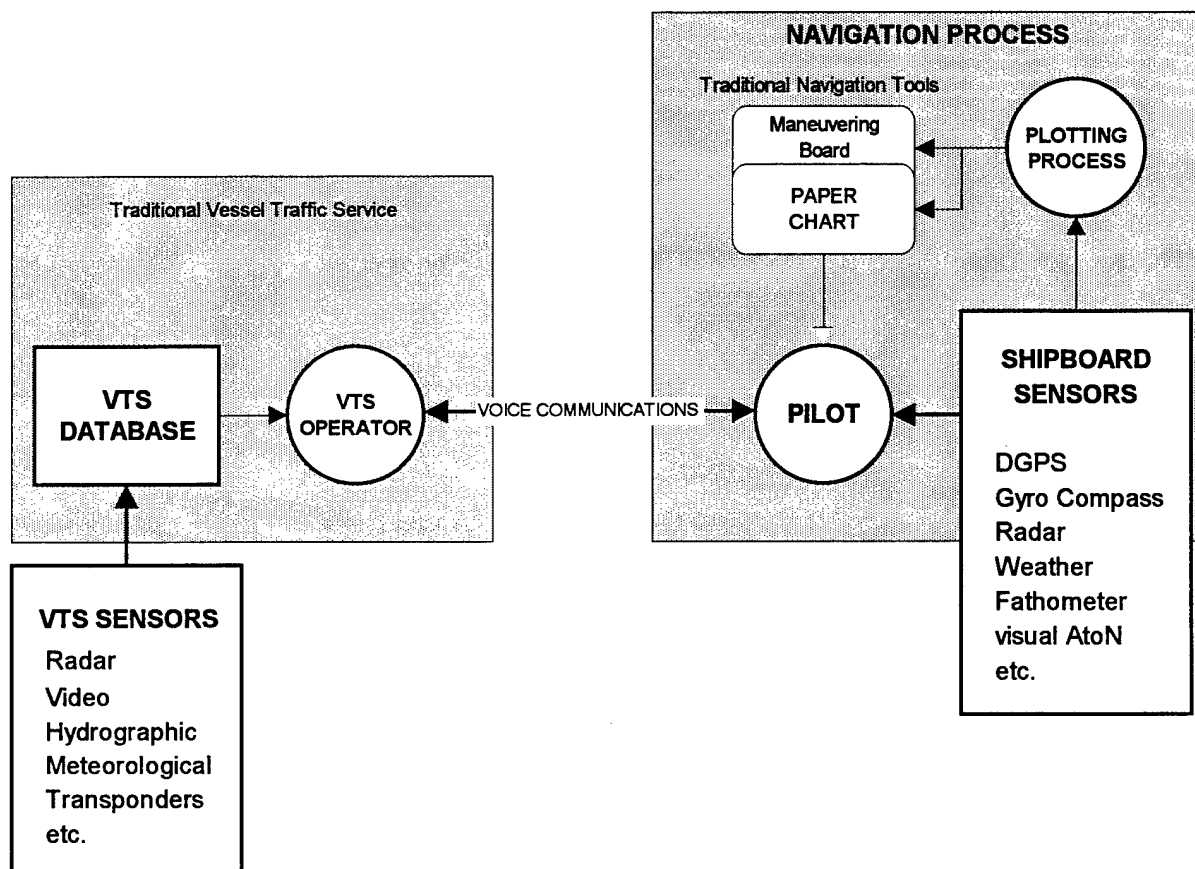 NAVIGATION PROCESS
Traditional Navigation Tools
Maneuvering
Board
PAPER
CHART
PLOTTING
PROCESS
Traditional Vessel Traffic Service
VTS
DATABASE
VTS
OPERATOR
VOICE COMMUNICATIONS
PILOT
SHIPBOARD
SENSORS
DGPS
Gyro Compass
Radar
Weather
Fathometer
visual AtoN
etc.
VTS SENSORS
Radar
Video
Hydrographic
Meteorological
Transponders
etc.